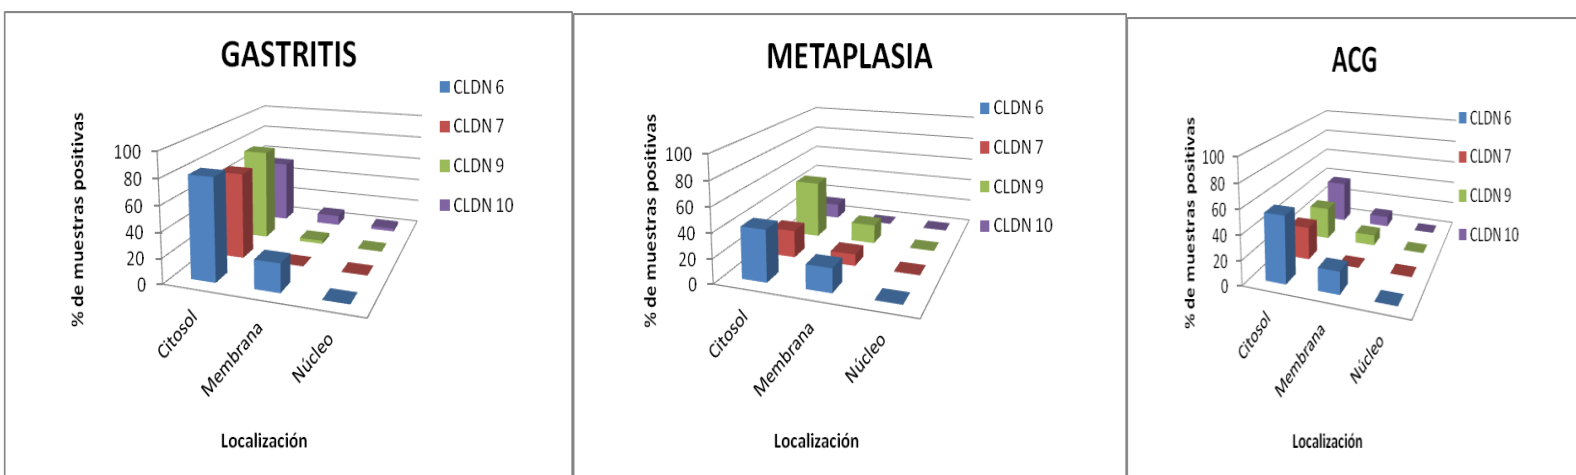 GASTRITIS
% de muestras positivas
100
80
60
40
20
0
Citosol
Membrana
Núcleo
Localización
CLDN 6
CLDN 7
CLDN 9
CLDN 10
METAPLASIA
% de muestras positivas
100
80
60
40
20
0
Citosol
Membrana
Núcleo
Localización
CLDN 6
CLDN 7
CLDN 9
CLDN 10
ACG
% de muestras positivas
100
80
60
40
20
0
Citosol
Membrana
Núcleo
Localización
CLDN 6
CLDN 7
CLDN 9
CLDN 10